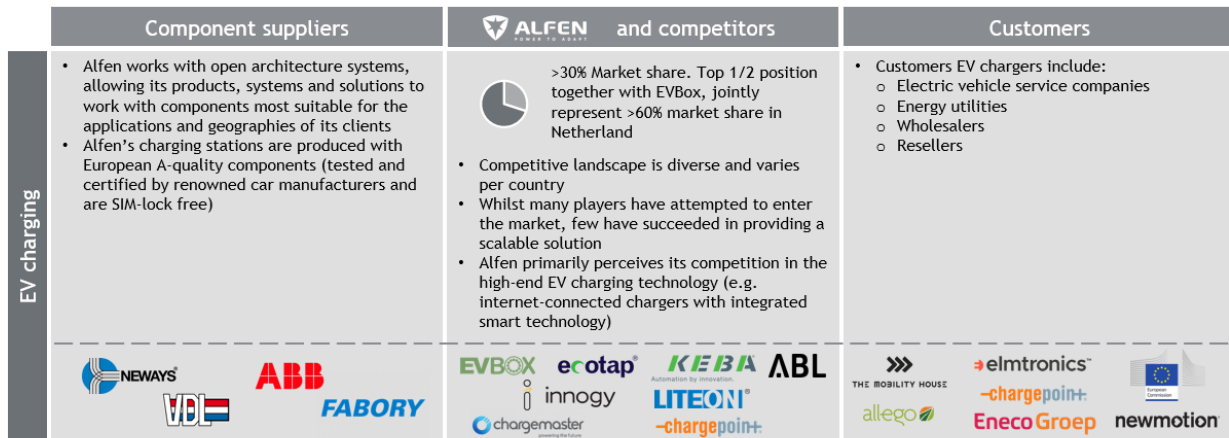 Component suppliers
ALFEN
POWER TO ADAPT
and competitors
Customers
EV charging
• Alfen works with open architecture systems,
allowing its products, systems and solutions to
work with components most suitable for the
applications and geographies of its clients
• Alfen’s charging stations are produced with
European A-quality components (tested and
certified by renowned car manufacturers and
are SIM-lock free)
>30% Market share. Top 1/2 position
together with EVBox, jointly
represent >60% market share in
Netherland
• Competitive landscape is diverse and varies
per country
• Whilst many players have attempted to enter
the market, few have succeeded in providing a
scalable solution
• Alfen primarily perceives its competition in the
high-end EV charging technology (e.g.
internet-connected chargers with integrated
smart technology)
• Customers EV chargers include:
o Electric vehicle service companies
o Energy utilities
o Wholesalers
o Resellers
NEWAYS®
ABB
VDL
FABORY
EVBOX
ecotap®
KEBA
Automation by innovation.
ABL
innogy
LITEON®
chargemaster
powering the future
-chargepoin+.
THE MOBILITY HOUSE
elmtronics™
European
Commission
-chargepoin+.
allego
Eneco Groep
newmotion